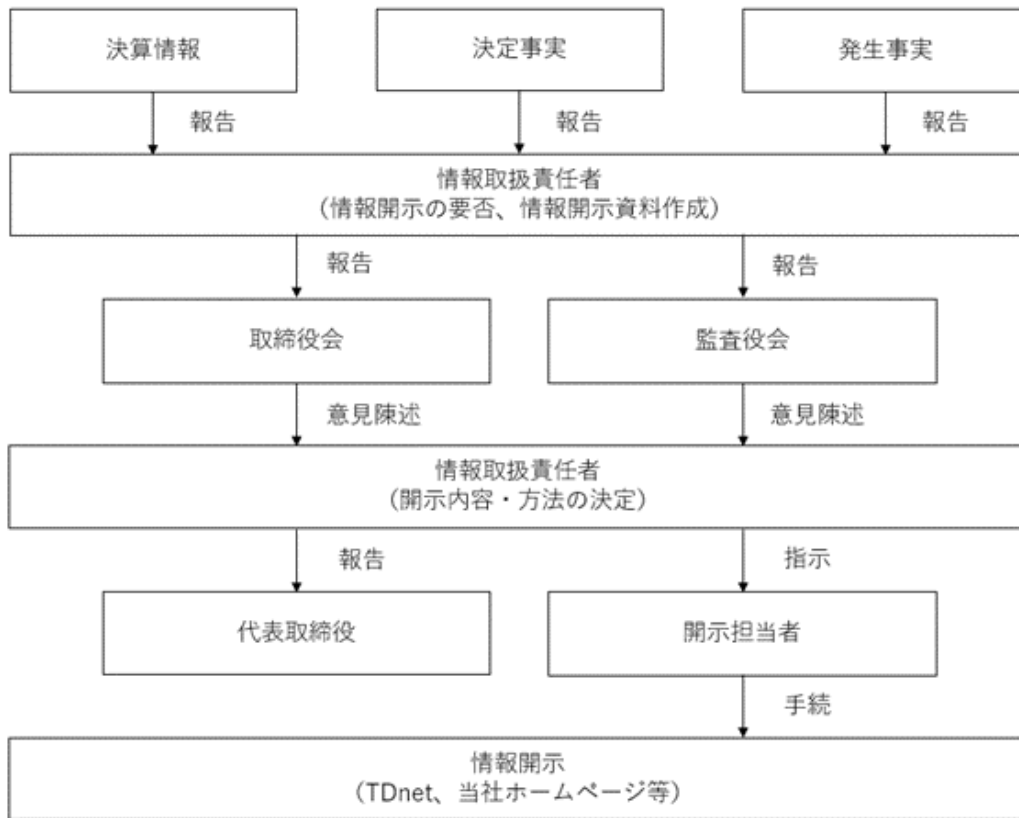 決算情報
決定事実
発生事実
報告
報告
報告
情報取扱責任者
（情報開示の要否、情報開示資料作成）
報告
報告
取締役会
監査役会
意見陳述
意見陳述
情報取扱責任者
（開示内容・方法の決定）
報告
指示
代表取締役
開示担当者
手続
情報開示
（TDnet、当社ホームページ等）